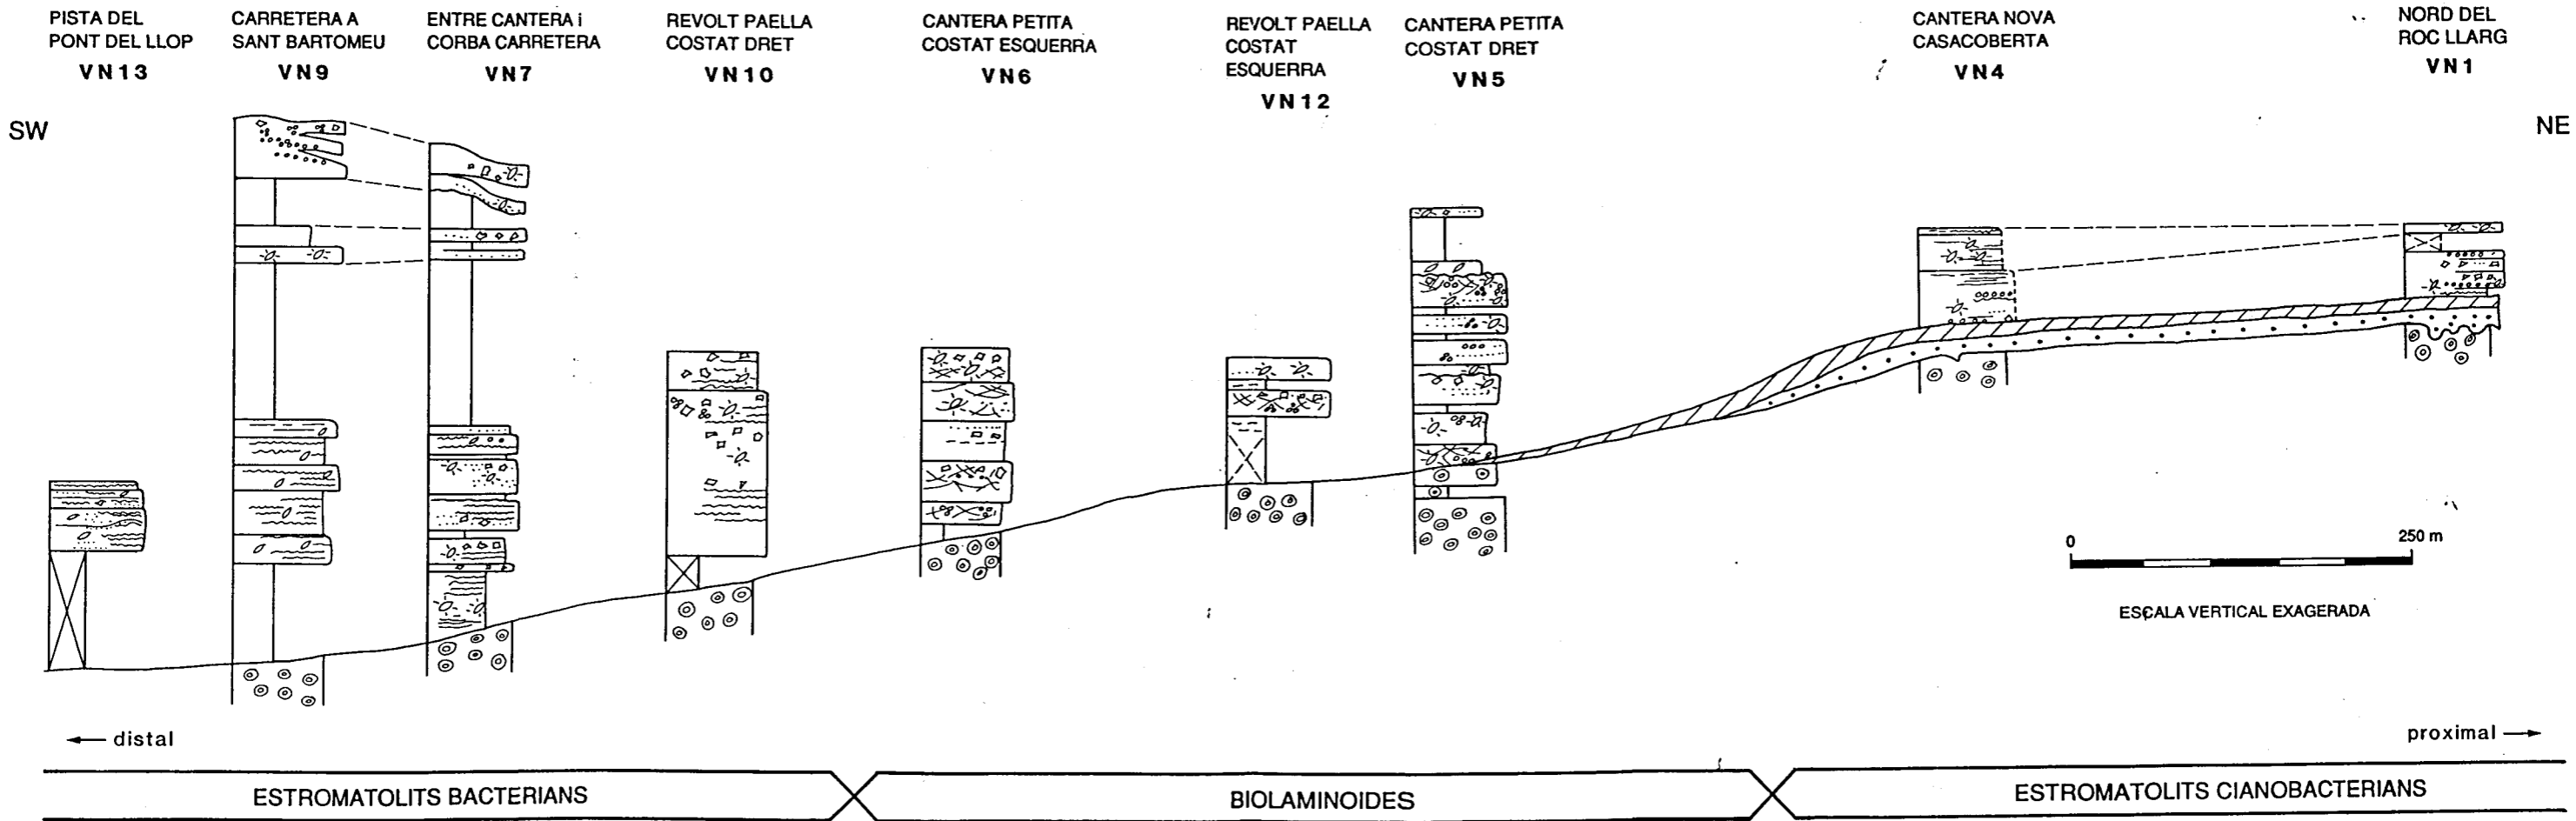 PISTA DEL
PONT DEL LLOP
VN13
CARRETERA A
SANT BARTOMEU
VN9
ENTRE CANTERA i
CORBA CARRETERA
VN7
REVOLT PAELLA
COSTAT DRET
VN10
CANTERA PETITA
COSTAT ESQUERRA
VN6
REVOLT PAELLA
COSTAT
ESQUERRA
VN12
CANTERA PETITA
COSTAT DRET
VN5
CANTERA NOVA
CASACOBERTA
VN4
NORD DEL
ROC LLARG
VN1
SW
NE
0
250 m
ESCALA VERTICAL EXAGERADA
← distal
proximal →
ESTROMATOLITS BACTERIANS
BIOLAMINOIDES
ESTROMATOLITS CIANOBACTERIANS